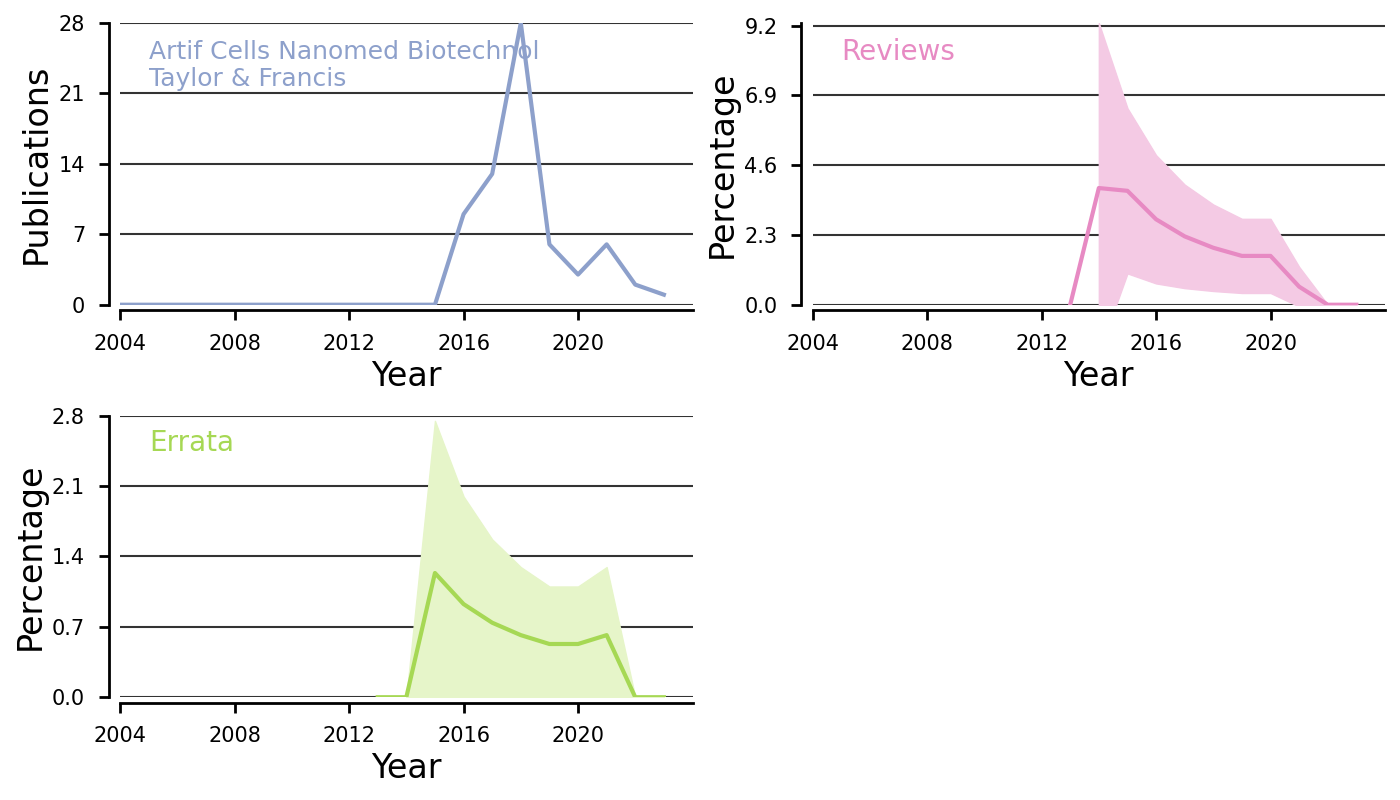 28
21
14
7
0
Publications
Artif Cells Nanomed Biotechnol
Taylor & Francis
2004 2008 2012 2016 2020
Year
9.2
6.9
4.6
2.3
0.0
Percentage
Reviews
2004 2008 2012 2016 2020
Year
2.8
2.1
1.4
0.7
0.0
Percentage
Errata
2004 2008 2012 2016 2020
Year